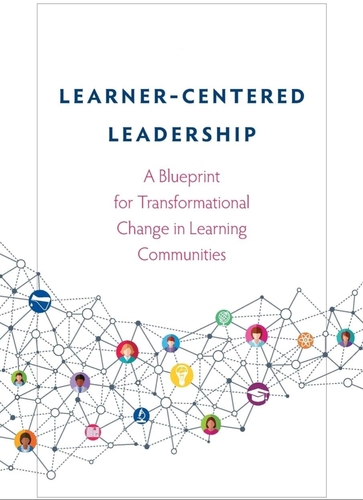 LEARNER-CENTERED
LEADERSHIP
A Blueprint
for Transformational
Change in Learning
Communities